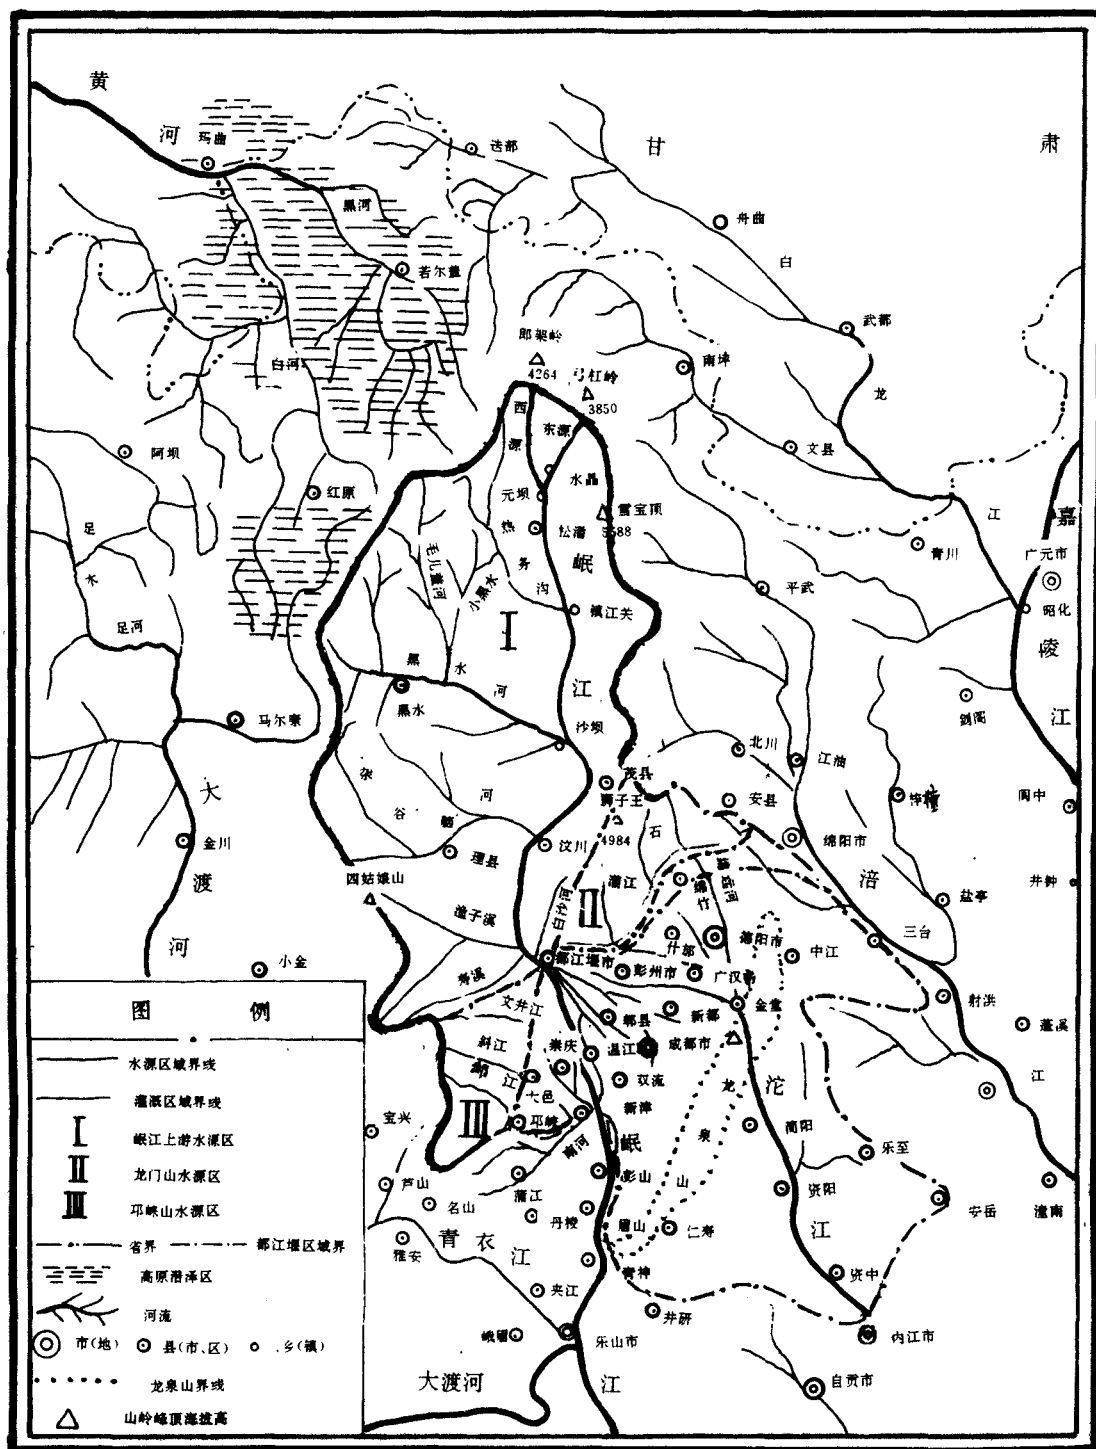 黄
河
玛曲
迭部
甘
肃
黑河
舟曲
若尔盖
白
郎架岭
4264
弓杠岭
3850
武都
南坪
龙
白河
西
源
东源
阿坝
文县
水晶
红原
元坝
热
务
沟
雪宝顶
5588
松潘
岷
江
青川
嘉
广元市
昭化
足
木
足河
毛儿盖河
小黑水
平武
镇江关
I
陵
黑
水
河
黑水
江
剑阁
江
马尔康
沙坝
北川
江油
大
杂
谷
脑
河
茂县
狮子王
4984
安县
梓潼
阆中
金川
理县
汶川
石
绵阳市
四姑娥山
蒲江
绵竹
绵远河
涪
井钟
渡
II
盐亭
潼子溪
白沙河
什邡
德阳市
三台
河
小金
都江堰市
彭州市
广汉市
中江
寿溪
射洪
文井江
郫县
新都
金堂
蓬溪
斜江
崇庆
温江
成都市
江
䢺江
大邑
双流
龙
沱
宝兴
III
邛崃
新津
泉
简阳
南河
岷
乐至
芦山
蒲江
彭山
山
资阳
安岳
潼南
名山
丹棱
眉山
仁寿
江
雅安
青衣江
青神
资中
夹江
井研
峨眉
乐山市
内江市
大渡河
江
自贡市
图 例
水源区域界线
灌溉区域界线
I 岷江上游水源区
II 龙门山水源区
III 邛崃山水源区
省界 都江堰区域界
高原沼泽区
河流
市(地) 县(市、区) 乡(镇)
龙泉山界线
山岭峰顶海拔高